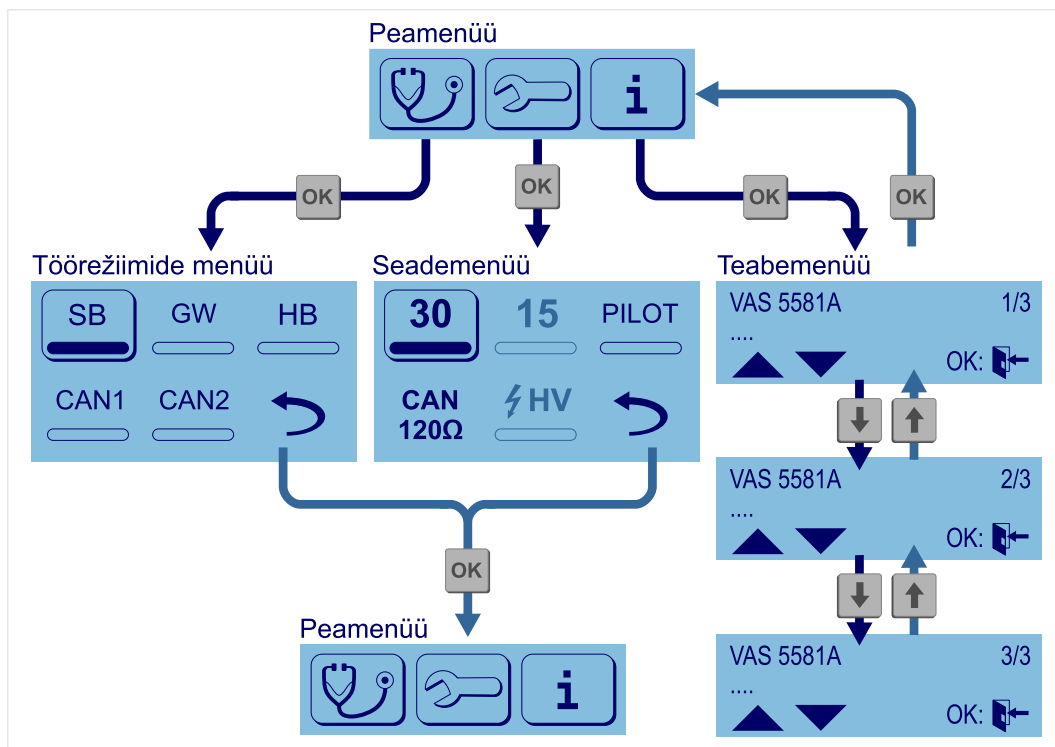 Peamenüü
i
OK
OK
OK
OK
Töörežiimide menüü
SB GW HB
CAN1 CAN2
Seademenüü
30 15 PILOT
CAN HV
120Ω
Teabemenüü
VAS 5581A 1/3
....
OK:
VAS 5581A 2/3
....
OK:
VAS 5581A 3/3
....
OK:
OK
Peamenüü
i